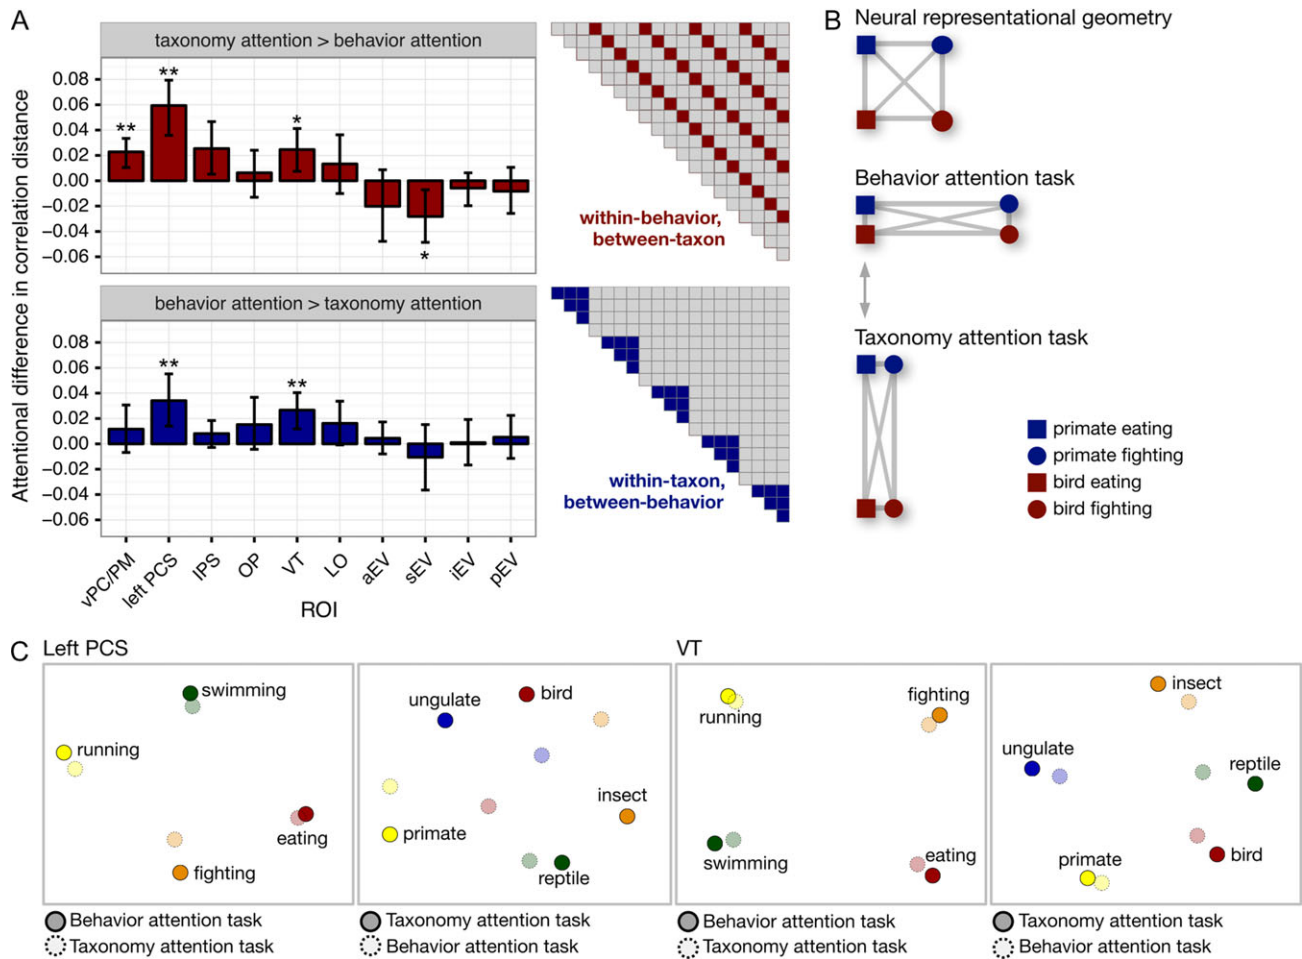 A
taxonomy attention > behavior attention
Attentional difference in correlation distance
0.08
0.06
0.04
0.02
0.00
−0.02
−0.04
−0.06
**
**
*
*
within-behavior,
between-taxon
behavior attention > taxonomy attention
0.08
0.06
0.04
0.02
0.00
−0.02
−0.04
−0.06
**
**
within-taxon,
between-behavior
vPC/PM
left PCS
IPS
OP
VT
LO
aEV
sEV
iEV
pEV
ROI
B
Neural representational geometry
Behavior attention task
Taxonomy attention task
primate eating
primate fighting
bird eating
bird fighting
C
Left PCS
swimming
running
eating
fighting
Behavior attention task
Taxonomy attention task
ungulate
bird
insect
primate
reptile
Taxonomy attention task
Behavior attention task
VT
running
fighting
swimming
eating
Behavior attention task
Taxonomy attention task
insect
ungulate
reptile
primate
bird
Taxonomy attention task
Behavior attention task